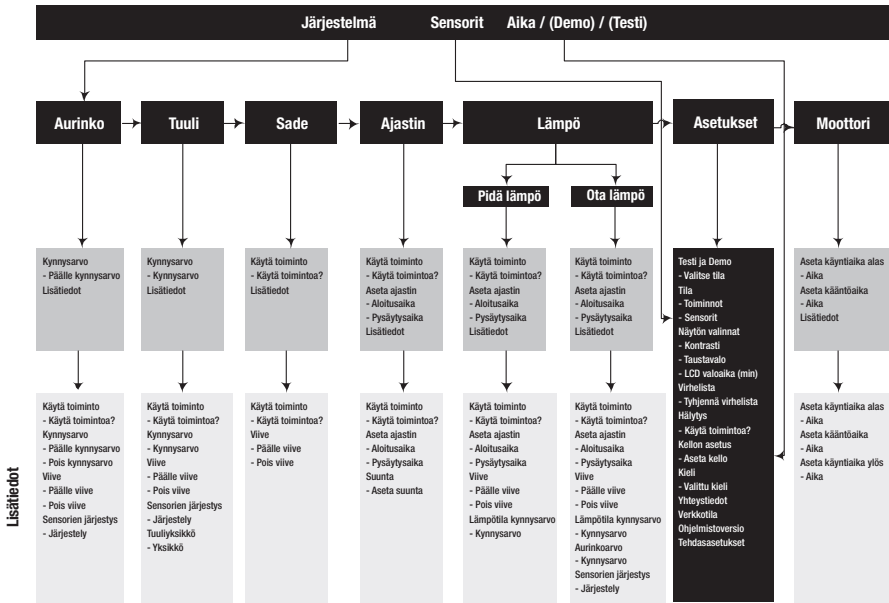 Järjestelmä Sensorit Aika / (Demo) / (Testi)
Aurinko
Tuuli
Sade
Ajastin
Lämpö
Asetukset
Moottori
Pidä lämpö
Ota lämpö
Kynnysarvo
- Päälle kynnysarvo
Lisätiedot
Kynnysarvo
- Kynnysarvo
Lisätiedot
Käytä toiminto
- Käytä toimintoa?
Lisätiedot
Käytä toiminto
- Käytä toimintoa?
Aseta ajastin
- Aloitusaika
- Pysäytysaika
Lisätiedot
Käytä toiminto
- Käytä toimintoa?
Aseta ajastin
- Aloitusaika
- Pysäytysaika
Lisätiedot
Käytä toiminto
- Käytä toimintoa?
Aseta ajastin
- Aloitusaika
- Pysäytysaika
Lisätiedot
Testi ja Demo
- Valitse tila
Tila
- Toiminnot
- Sensorit
Näytön valinnat
- Kontrasti
- Taustavalo
- LCD valoaika (min)
Virhelista
- Tyhjennä virhelista
Hälytys
- Käytä toimintoa?
Kellon asetus
- Aseta kello
Kieli
- Valittu kieli
Yhteystiedot
Verkkotila
Ohjelmistoversio
Tehdasasetukset
Aseta käyntiaika alas
- Aika
Aseta kääntöaika
- Aika
Lisätiedot
Lisätiedot
Käytä toiminto
- Käytä toimintoa?
Kynnysarvo
- Päälle kynnysarvo
- Pois kynnysarvo
Viive
- Päälle viive
- Pois viive
Sensorien järjestys
- Järjestely
Käytä toiminto
- Käytä toimintoa?
Kynnysarvo
- Kynnysarvo
Viive
- Päälle viive
- Pois viive
Sensorien järjestys
- Järjestely
Tuuliyksikkö
- Yksikkö
Käytä toiminto
- Käytä toimintoa?
Viive
- Päälle viive
- Pois viive
Käytä toiminto
- Käytä toimintoa?
Aseta ajastin
- Aloitusaika
- Pysäytysaika
Suunta
- Aseta suunta
Käytä toiminto
- Käytä toimintoa?
Aseta ajastin
- Aloitusaika
- Pysäytysaika
Viive
- Päälle viive
- Pois viive
Lämpötila kynnysarvo
- Kynnysarvo
Käytä toiminto
- Käytä toimintoa?
Aseta ajastin
- Aloitusaika
- Pysäytysaika
Viive
- Päälle viive
- Pois viive
Lämpötila kynnysarvo
- Kynnysarvo
Aurinkoarvo
- Kynnysarvo
Sensorien järjestys
- Järjestely
Aseta käyntiaika alas
- Aika
Aseta kääntöaika
- Aika
Aseta käyntiaika ylös
- Aika